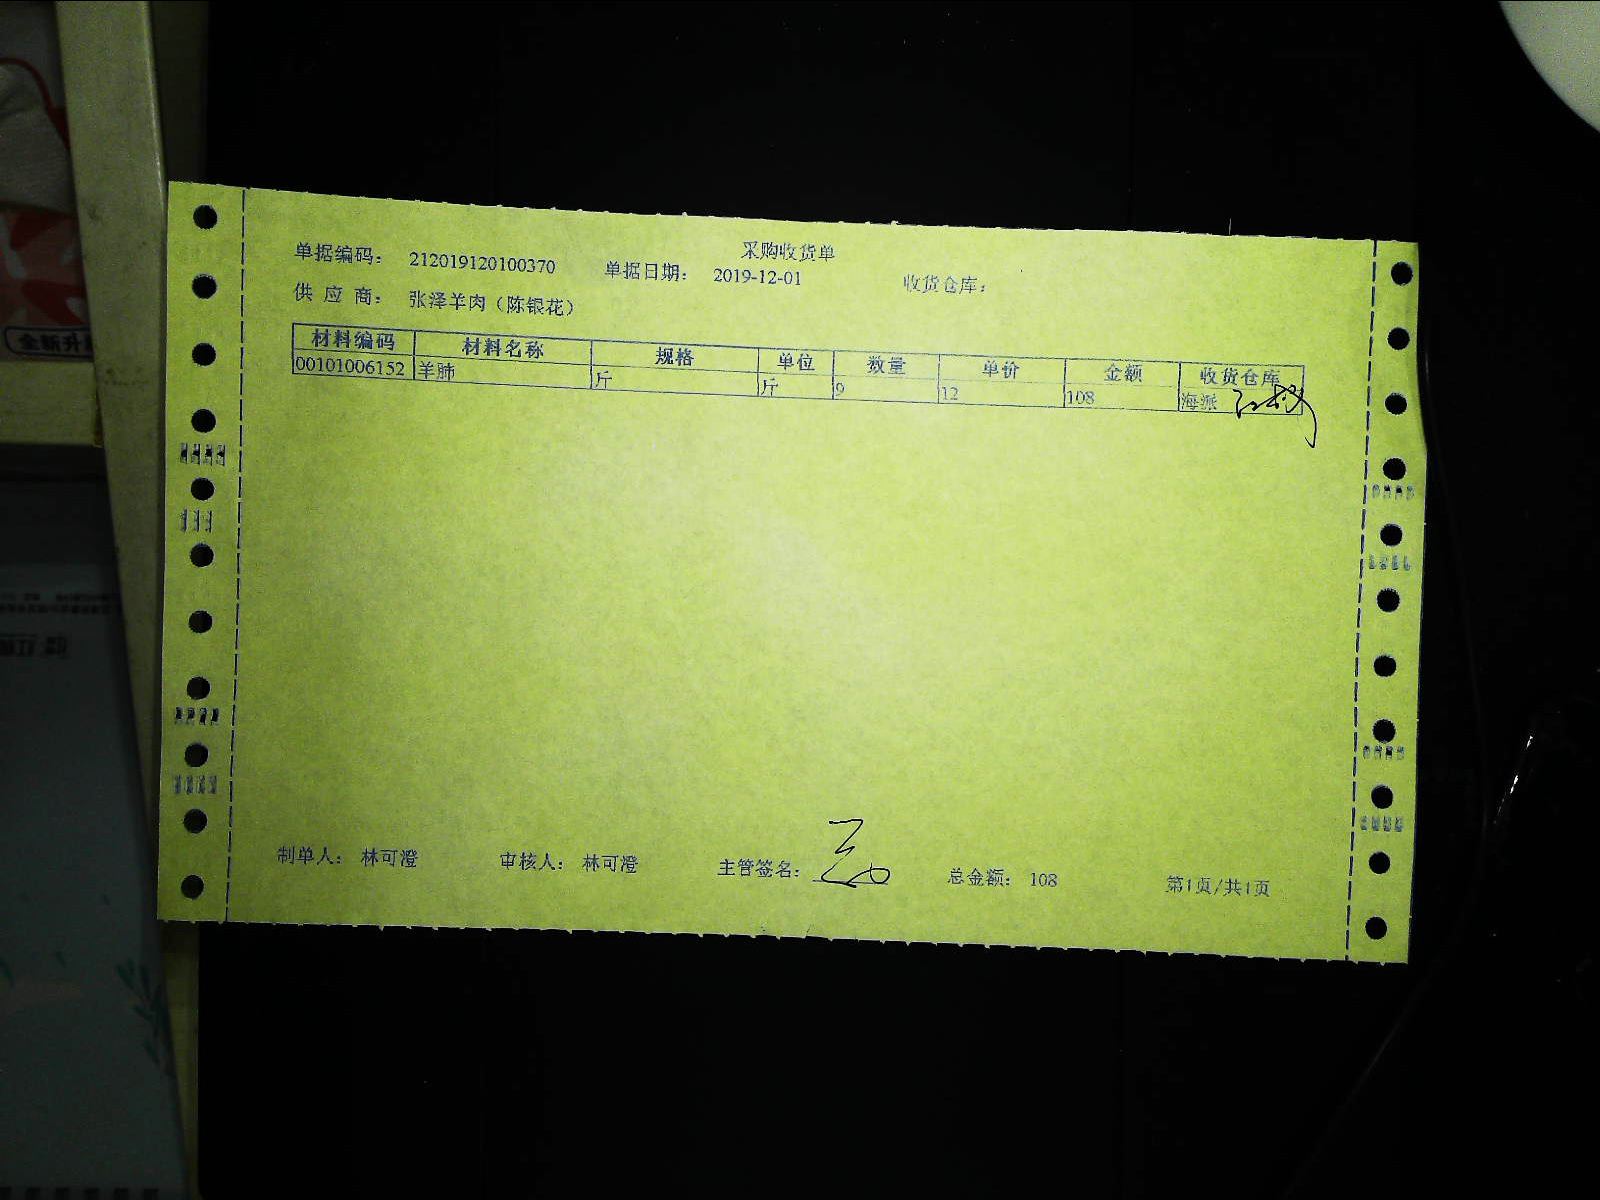 采购收货单
单据编码： 212019120100370 单据日期： 2019-12-01 收货仓库：
供 应 商： 张泽羊肉（陈银花）
材料编码 材料名称 规格 单位 数量 单价 金额 收货仓库
00101006152 羊肺 斤 斤 9 12 108 海派
制单人： 林可澄 审核人： 林可澄 主管签名： 总金额： 108 第1页/共1页
全新升